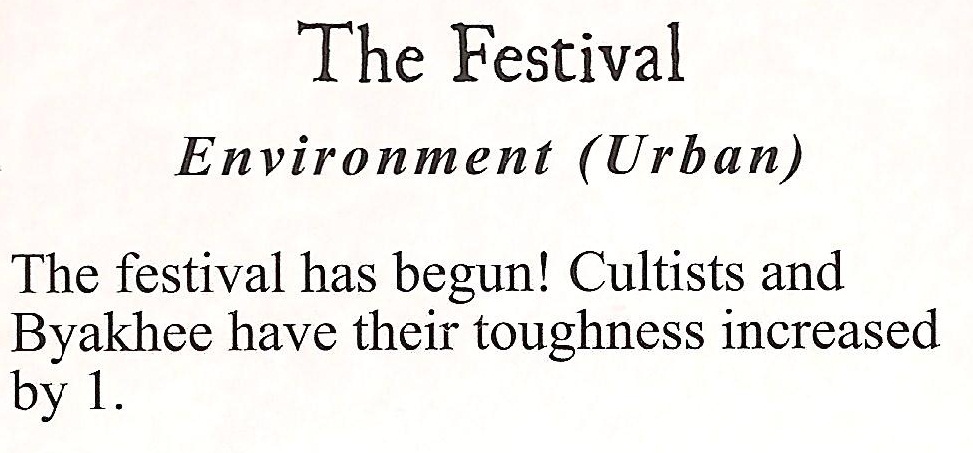 The Festival
Environment (Urban)
The festival has begun! Cultists and
Byakhee have their toughness increased
by 1.